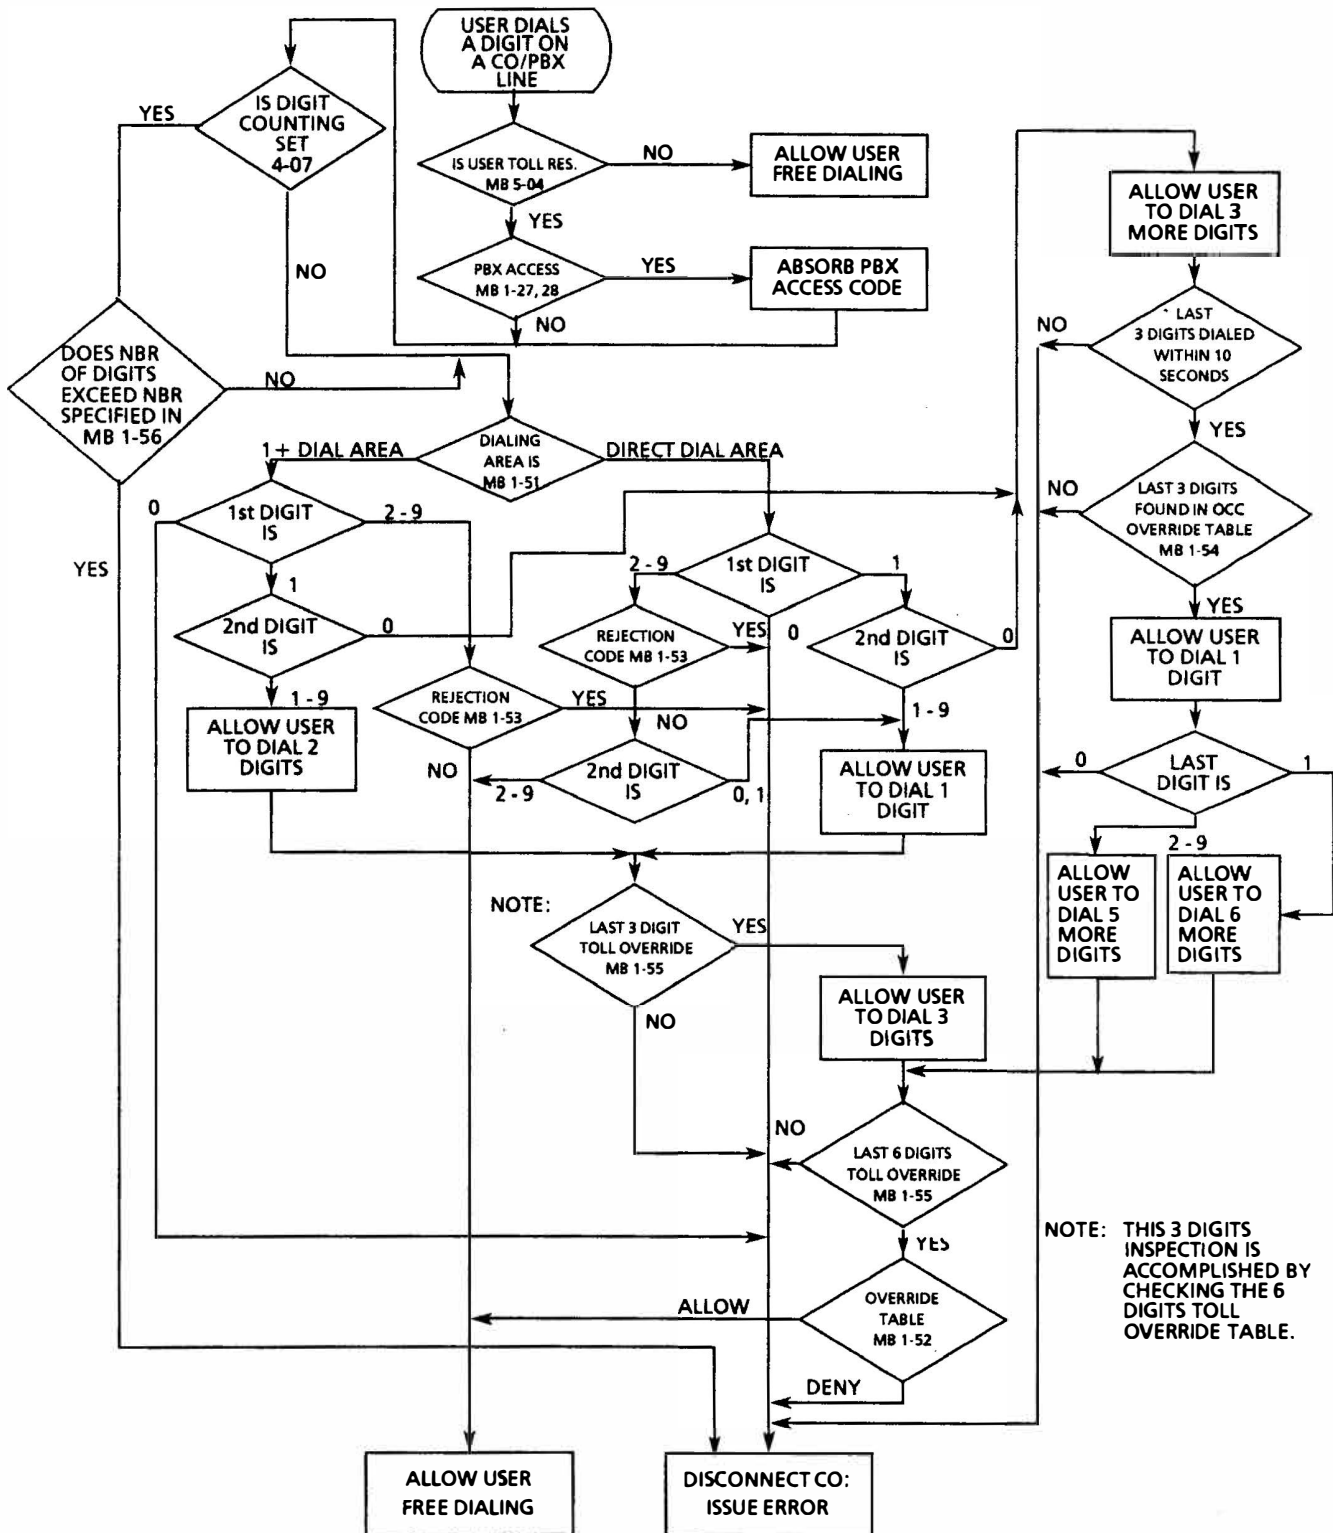 USER DIALS
A DIGIT ON
A CO/PBX
LINE
YES
IS DIGIT
COUNTING
SET
4-07
IS USER TOLL RES.
MB 5-04
NO
ALLOW USER
FREE DIALING
ALLOW USER
TO DIAL 3
MORE DIGITS
YES
NO
PBX ACCESS
MB 1-27, 28
YES
ABSORB PBX
ACCESS CODE
NO
NO
LAST
3 DIGITS DIALED
WITHIN 10
SECONDS
DOES NBR
OF DIGITS
EXCEED NBR
SPECIFIED IN
MB 1-56
NO
YES
1 + DIAL AREA
DIALING
AREA IS
MB 1-51
DIRECT DIAL AREA
NO
LAST 3 DIGITS
FOUND IN OCC
OVERRIDE TABLE
MB 1-54
0
1st DIGIT
IS
2 - 9
YES
2 - 9
1st DIGIT
IS
1
1
YES
2nd DIGIT
IS
0
REJECTION
CODE MB 1-53
YES
0
2nd DIGIT
IS
0
ALLOW USER
TO DIAL 1
DIGIT
1 - 9
ALLOW USER
TO DIAL 2
DIGITS
REJECTION
CODE MB 1-53
YES
NO
1 - 9
NO
2 - 9
2nd DIGIT
IS
0, 1
ALLOW USER
TO DIAL 1
DIGIT
0
LAST
DIGIT IS
1
2 - 9
ALLOW
USER TO
DIAL 5
MORE
DIGITS
ALLOW
USER TO
DIAL 6
MORE
DIGITS
NOTE:
LAST 3 DIGIT
TOLL OVERRIDE
MB 1-55
YES
NO
ALLOW USER
TO DIAL 3
DIGITS
NO
LAST 6 DIGITS
TOLL OVERRIDE
MB 1-55
YES
NOTE: THIS 3 DIGITS
INSPECTION IS
ACCOMPLISHED BY
CHECKING THE 6
DIGITS TOLL
OVERRIDE TABLE.
ALLOW
OVERRIDE
TABLE
MB 1-52
DENY
ALLOW USER
FREE DIALING
DISCONNECT CO:
ISSUE ERROR